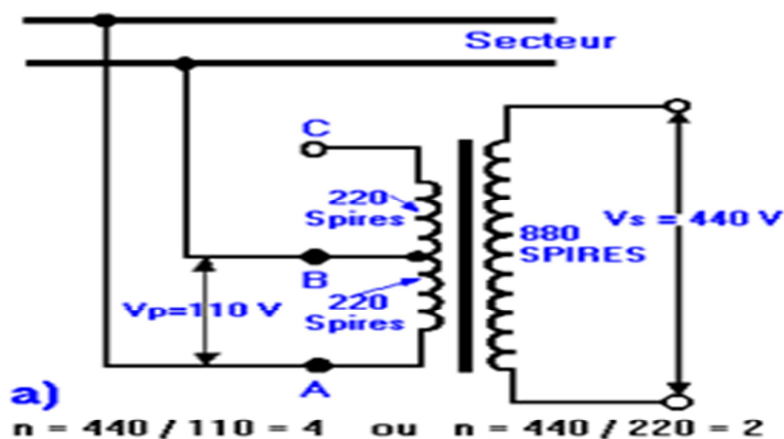 Secteur
C
220
Spires
Vs = 440 V
880
SPIRES
B
Vp=110 V
220
Spires
A
a)
n = 440 / 110 = 4 ou n = 440 / 220 = 2